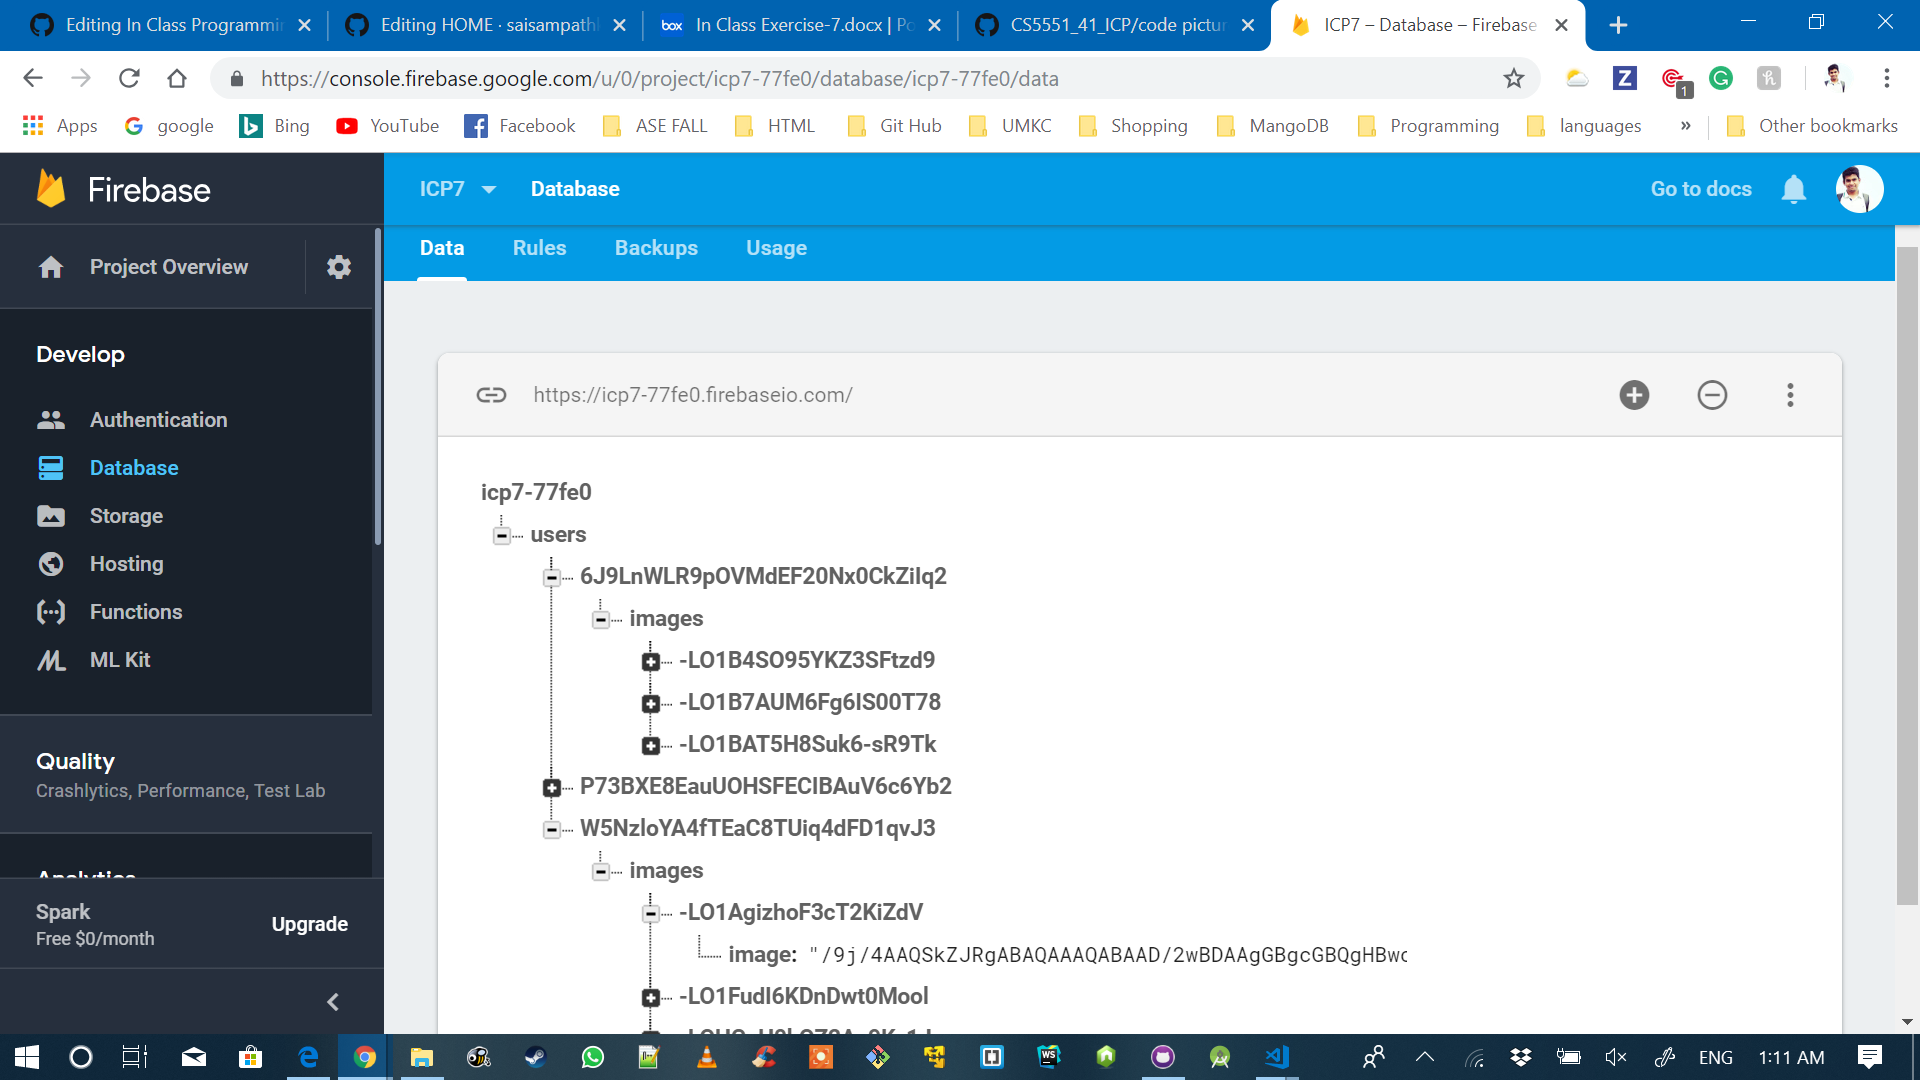 Editing In Class Programmi
Editing HOME · saisampath
box In Class Exercise-7.docx | Po
CS5551_41_ICP/code pictur
ICP7 – Database – Firebase
https://console.firebase.google.com/u/0/project/icp7-77fe0/database/icp7-77fe0/data
Z
1
Apps
google
Bing
YouTube
Facebook
ASE FALL
HTML
Git Hub
UMKC
Shopping
MangoDB
Programming
languages
»
Other bookmarks
Firebase
ICP7
Database
Go to docs
Project Overview
Data
Rules
Backups
Usage
Develop
Authentication
Database
Storage
Hosting
Functions
ML Kit
Quality
Crashlytics, Performance, Test Lab
Analytics
Spark
Free $0/month
Upgrade
https://icp7-77fe0.firebaseio.com/
icp7-77fe0
users
6J9LnWLR9pOVMdEF20Nx0CkZiIq2
images
-LO1B4SO95YKZ3SFtzd9
-LO1B7AUM6Fg6IS00T78
-LO1BAT5H8Suk6-sR9Tk
P73BXE8EauUOHSFECIBAuV6c6Yb2
W5NzloYA4fTEaC8TUiq4dFD1qvJ3
images
-LO1AgizhoF3cT2KiZdV
image: "/9j/4AAQSkZJRgABAQAAAQABAAD/2wBDAAgGBgcGBQgHBwc
-LO1FudI6KDnDwt0Mool
ENG
1:11 AM